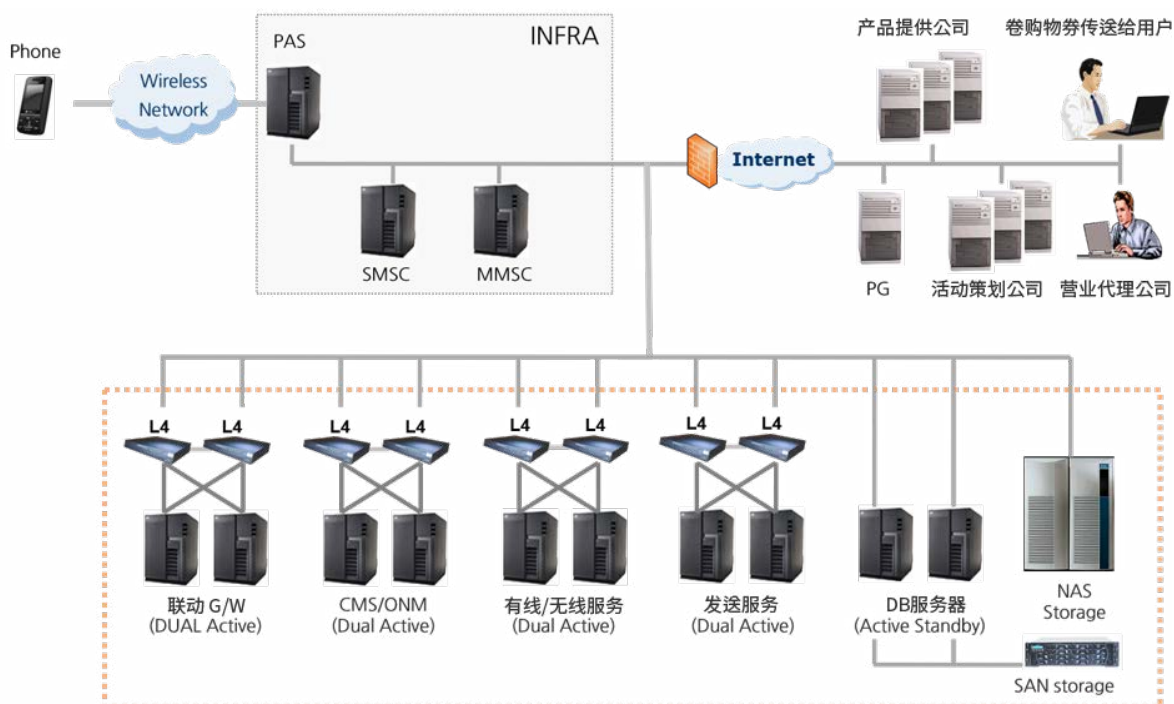 INFRA
PAS
Phone
Wireless
Network
SMSC
MMSC
Internet
产品提供公司
卷购物券传送给用户
PG
活动策划公司
营业代理公司
L4
L4
L4
L4
L4
L4
L4
L4
联动 G/W
(DUAL Active)
CMS/ONM
(Dual Active)
有线/无线服务
(Dual Active)
发送服务
(Dual Active)
DB服务器
(Active Standby)
NAS
Storage
SAN storage